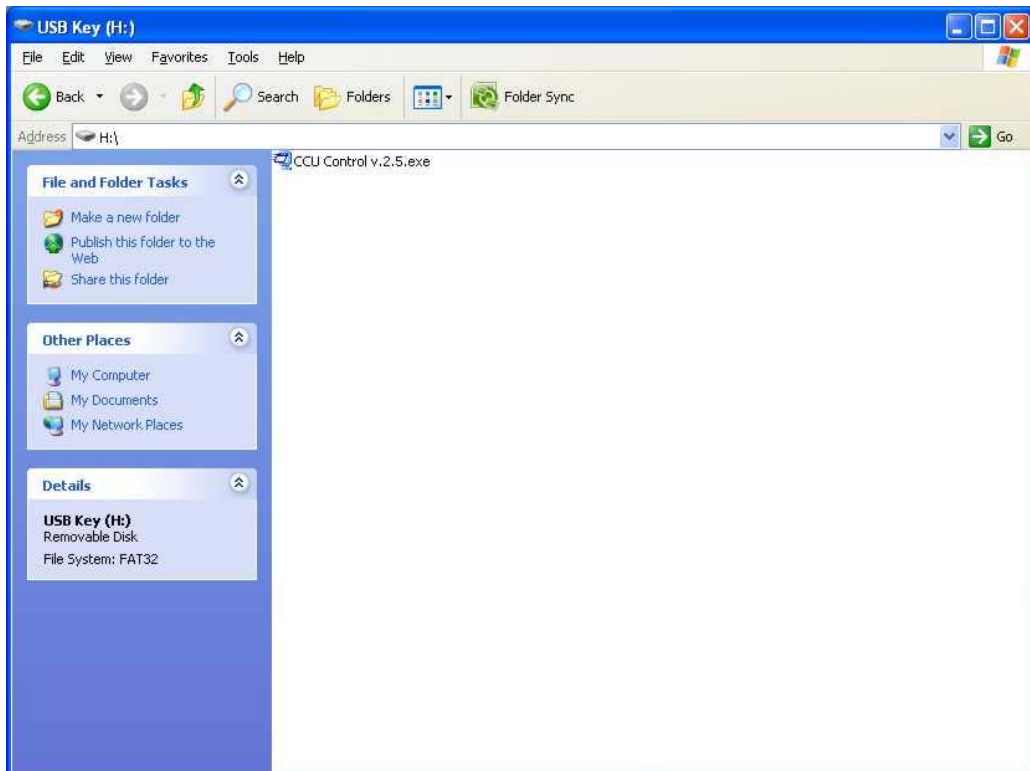 USB Key (H:)
File Edit View Favorites Tools Help
Back Search Folders Folder Sync
Address H:\ Go
CCU Control v.2.5.exe
File and Folder Tasks
Make a new folder
Publish this folder to the
Web
Share this folder
Other Places
My Computer
My Documents
My Network Places
Details
USB Key (H:)
Removable Disk
File System: FAT32